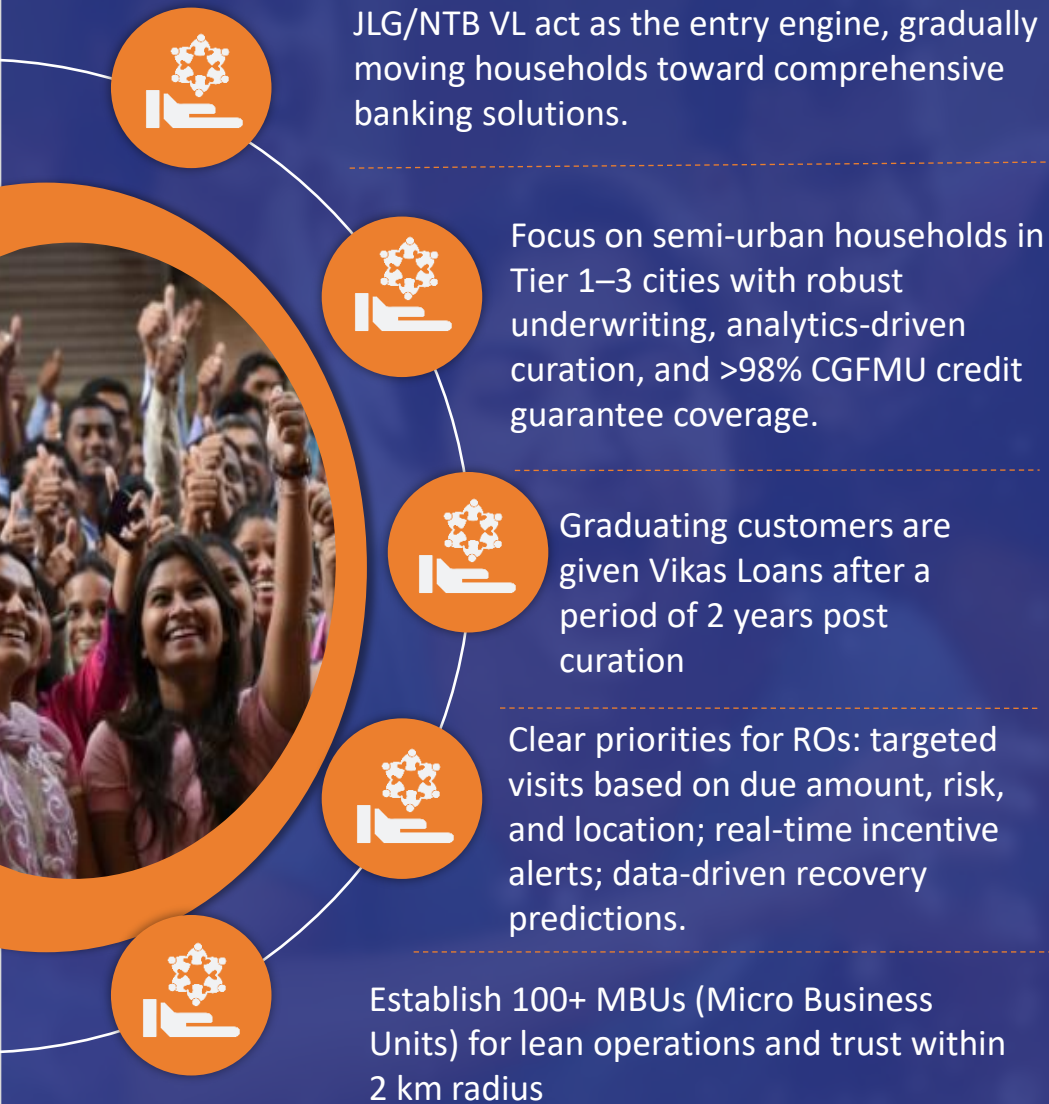 JLG/NTB VL act as the entry engine, gradually
moving households toward comprehensive
banking solutions.
Focus on semi-urban households in
Tier 1–3 cities with robust
underwriting, analytics-driven
curation, and >98% CGFMU credit
guarantee coverage.
Graduating customers are
given Vikas Loans after a
period of 2 years post
curation
Clear priorities for ROs: targeted
visits based on due amount, risk,
and location; real-time incentive
alerts; data-driven recovery
predictions.
Establish 100+ MBUs (Micro Business
Units) for lean operations and trust within
2 km radius